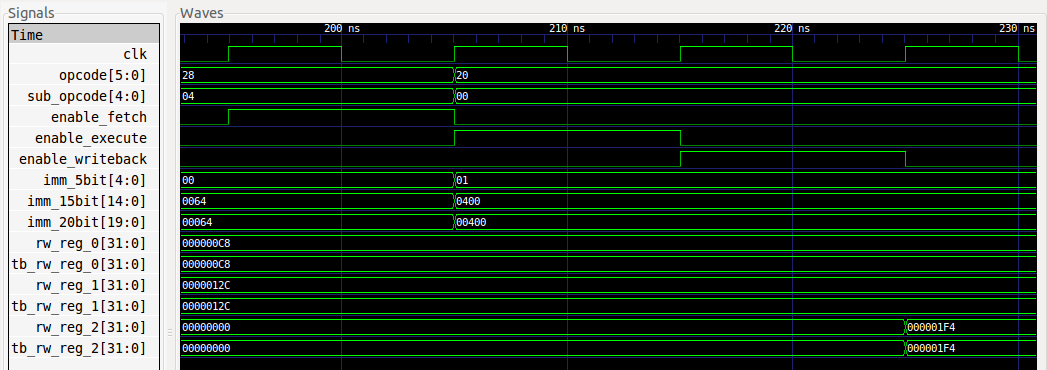 Signals Waves
Time 200 ns 210 ns 220 ns 230 ns
clk
opcode[5:0] 28 20
sub_opcode[4:0] 04 00
enable_fetch
enable_execute
enable_writeback
imm_5bit[4:0] 00 01
imm_15bit[14:0] 0064 0400
imm_20bit[19:0] 00064 00400
rw_reg_0[31:0] 000000C8
tb_rw_reg_0[31:0] 000000C8
rw_reg_1[31:0] 0000012C
tb_rw_reg_1[31:0] 0000012C
rw_reg_2[31:0] 00000000 000001F4
tb_rw_reg_2[31:0] 00000000 000001F4